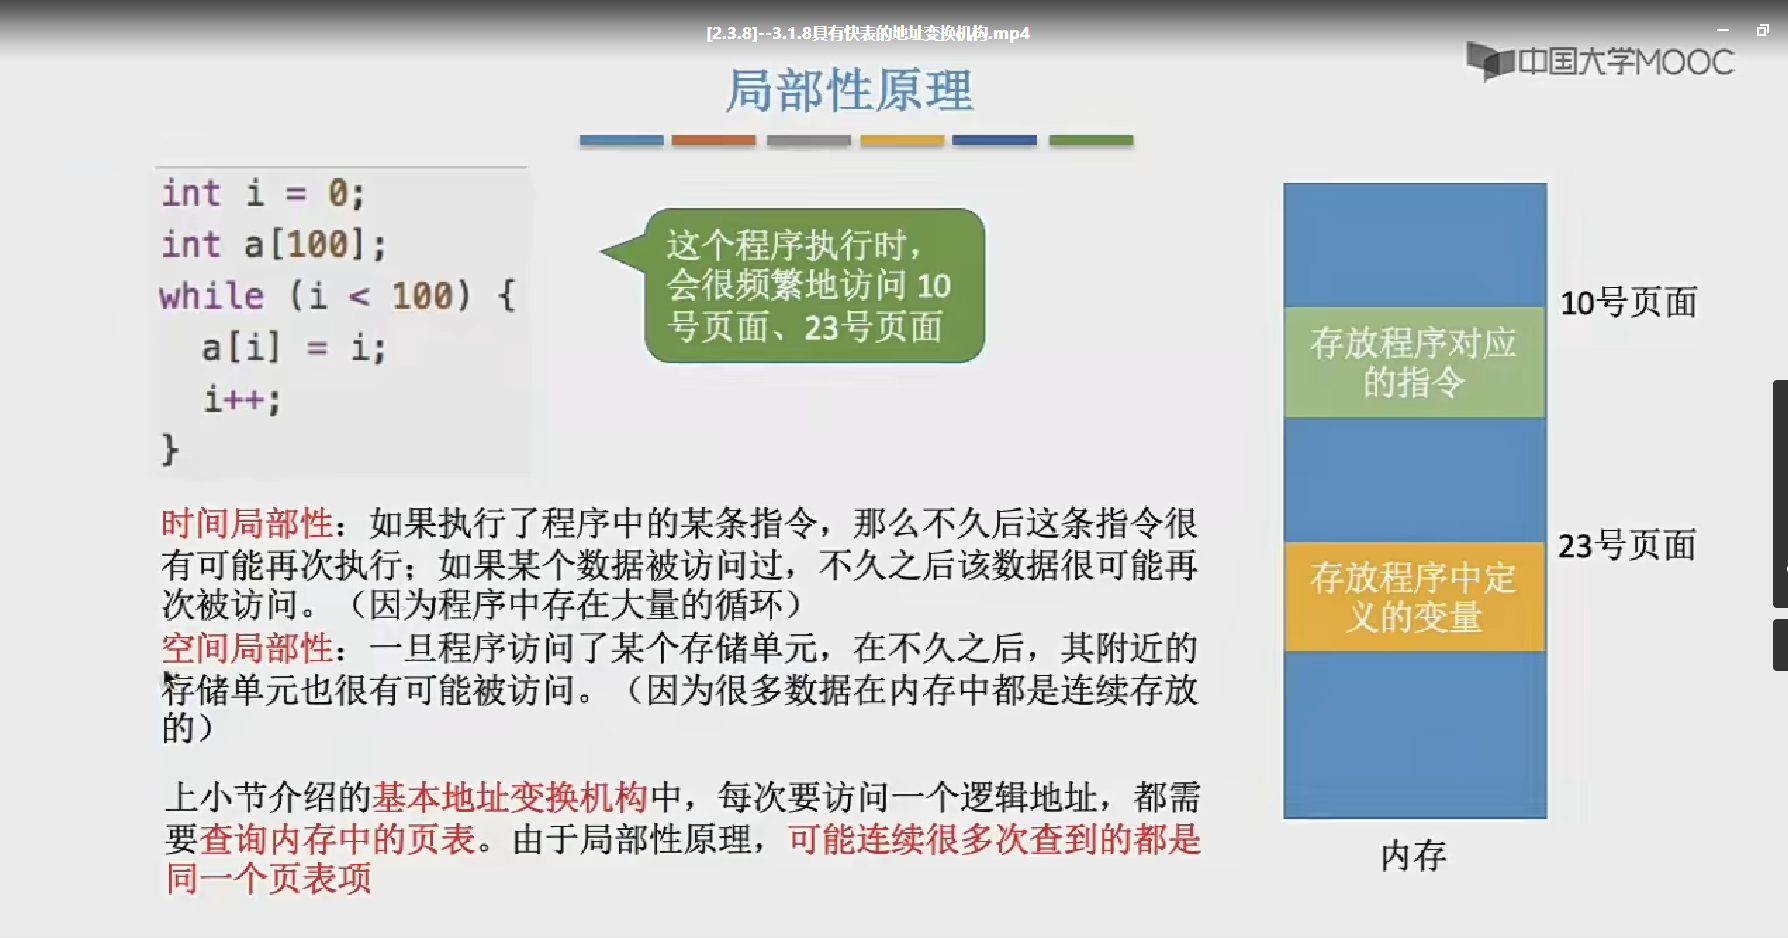 [2.3.8]--3.1.8具有快表的地址变换机构.mp4
中国大学MOOC
局部性原理
int i = 0;
int a[100];
while (i < 100) {
a[i] = i;
i++;
}
这个程序执行时，
会很频繁地访问 10
号页面、23号页面
10号页面
存放程序对应
的指令
23号页面
存放程序中定
义的变量
内存
时间局部性：如果执行了程序中的某条指令，那么不久后这条指令很
有可能再次执行；如果某个数据被访问过，不久之后该数据很可能再
次被访问。（因为程序中存在大量的循环）
空间局部性：一旦程序访问了某个存储单元，在不久之后，其附近的
存储单元也很有可能被访问。（因为很多数据在内存中都是连续存放
的）
上小节介绍的基本地址变换机构中，每次要访问一个逻辑地址，都需
要查询内存中的页表。由于局部性原理，可能连续很多次查到的都是
同一个页表项